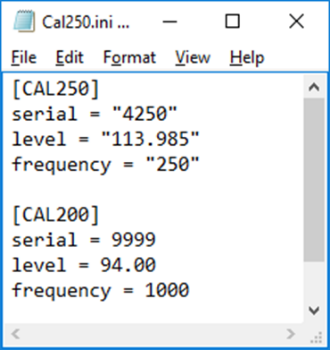 Cal250.ini ...
File Edit Format View Help
[CAL250]
serial = "4250"
level = "113.985"
frequency = "250"

[CAL200]
serial = 9999
level = 94.00
frequency = 1000